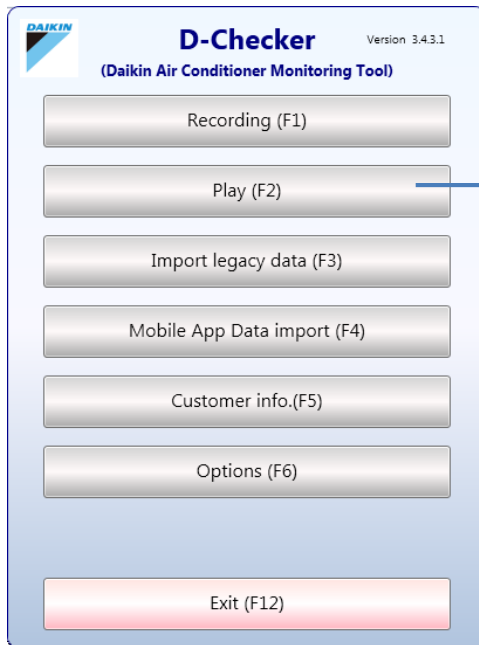 DAIKIN
D-Checker
Version 3.4.3.1
(Daikin Air Conditioner Monitoring Tool)
Recording (F1)
Play (F2)
Import legacy data (F3)
Mobile App Data import (F4)
Customer info.(F5)
Options (F6)
Exit (F12)